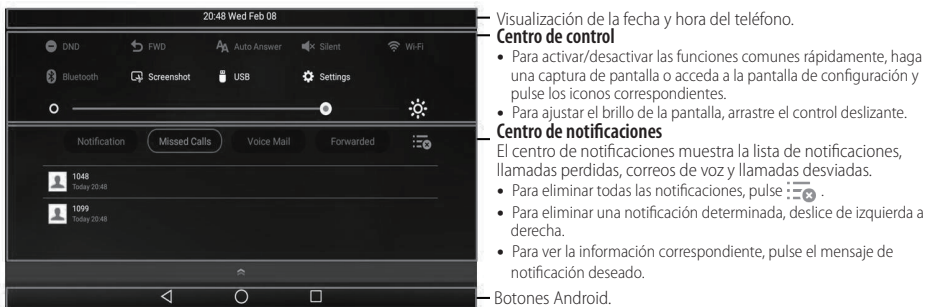 20:48 Wed Feb 08
DND FWD Auto Answer Silent Wi-Fi
Bluetooth Screenshot USB Settings
Notification Missed Calls Voice Mail Forwarded
1048
Today 20:48
1099
Today 20:48
Visualización de la fecha y hora del teléfono.
Centro de control
• Para activar/desactivar las funciones comunes rápidamente, haga
una captura de pantalla o acceda a la pantalla de configuración y
pulse los iconos correspondientes.
• Para ajustar el brillo de la pantalla, arrastre el control deslizante.
Centro de notificaciones
El centro de notificaciones muestra la lista de notificaciones,
llamadas perdidas, correos de voz y llamadas desviadas.
• Para eliminar todas las notificaciones, pulse .
• Para eliminar una notificación determinada, deslice de izquierda a
derecha.
• Para ver la información correspondiente, pulse el mensaje de
notificación deseado.
Botones Android.